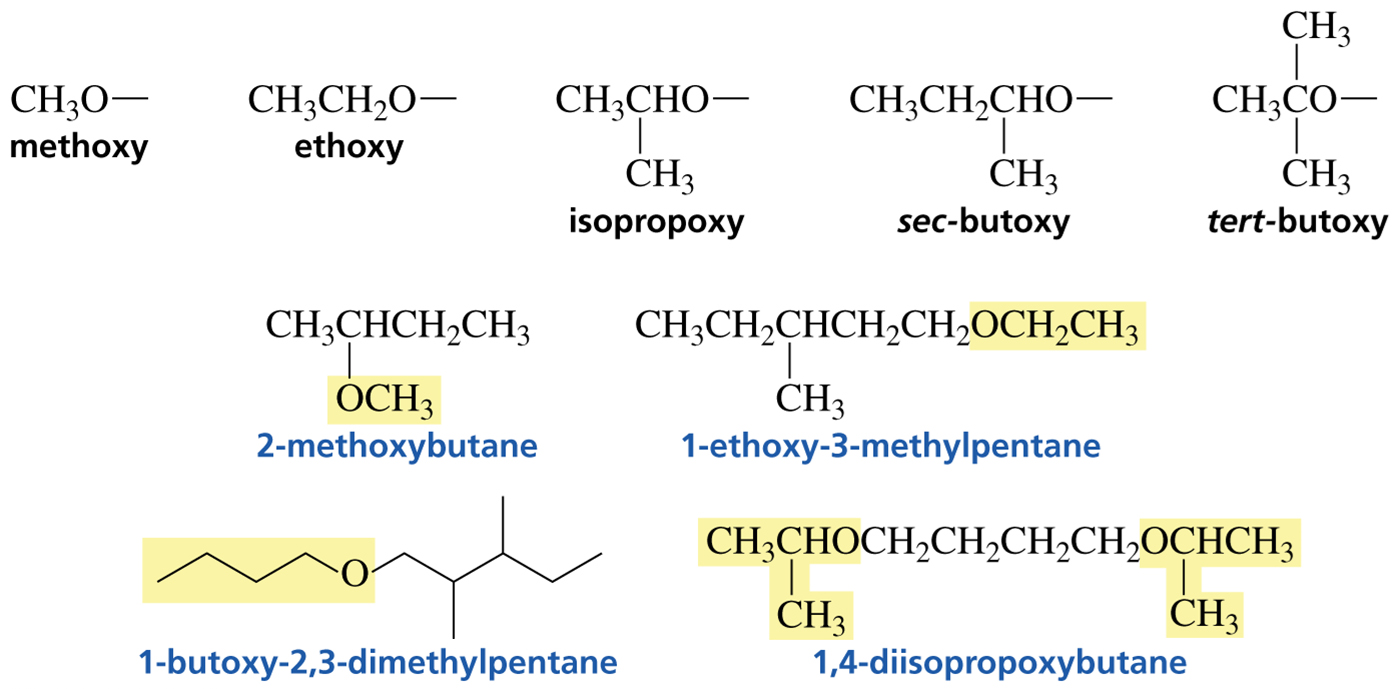 CH₃
CH₃O— CH₃CH₂O— CH₃CHO— CH₃CH₂CHO— CH₃CO—
methoxy ethoxy
CH₃ CH₃ CH₃
isopropoxy sec-butoxy tert-butoxy
CH₃CHCH₂CH₃ CH₃CH₂CHCH₂CH₂OCH₂CH₃
OCH₃ CH₃
2-methoxybutane 1-ethoxy-3-methylpentane
CH₃CHOCH₂CH₂CH₂CH₂OCHCH₃
O
CH₃ CH₃
1-butoxy-2,3-dimethylpentane 1,4-diisopropoxybutane